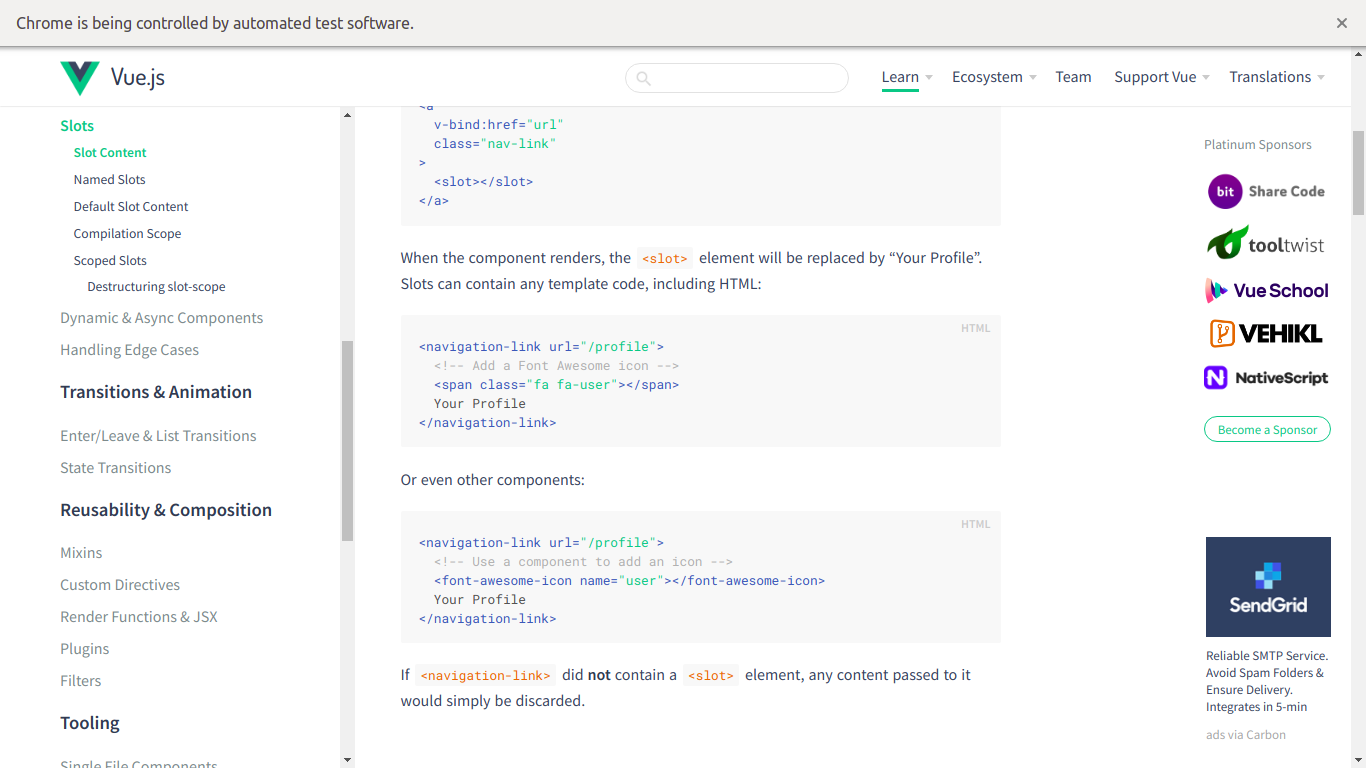 Chrome is being controlled by automated test software.
Vue.js
Learn
Ecosystem
Team
Support Vue
Translations
Slots
Slot Content
Named Slots
Default Slot Content
Compilation Scope
Scoped Slots
Destructuring slot-scope
Dynamic & Async Components
Handling Edge Cases
Transitions & Animation
Enter/Leave & List Transitions
State Transitions
Reusability & Composition
Mixins
Custom Directives
Render Functions & JSX
Plugins
Filters
Tooling
Single File Components
<a
v-bind:href="url"
class="nav-link"
>
<slot></slot>
</a>
When the component renders, the <slot> element will be replaced by “Your Profile”.
Slots can contain any template code, including HTML:
HTML
<navigation-link url="/profile">
<!-- Add a Font Awesome icon -->
<span class="fa fa-user"></span>
Your Profile
</navigation-link>
Or even other components:
HTML
<navigation-link url="/profile">
<!-- Use a component to add an icon -->
<font-awesome-icon name="user"></font-awesome-icon>
Your Profile
</navigation-link>
If <navigation-link> did not contain a <slot> element, any content passed to it
would simply be discarded.
Platinum Sponsors
bit Share Code
tooltwist
Vue School
VEHIKL
NativeScript
Become a Sponsor
SendGrid
Reliable SMTP Service.
Avoid Spam Folders &
Ensure Delivery.
Integrates in 5-min
ads via Carbon